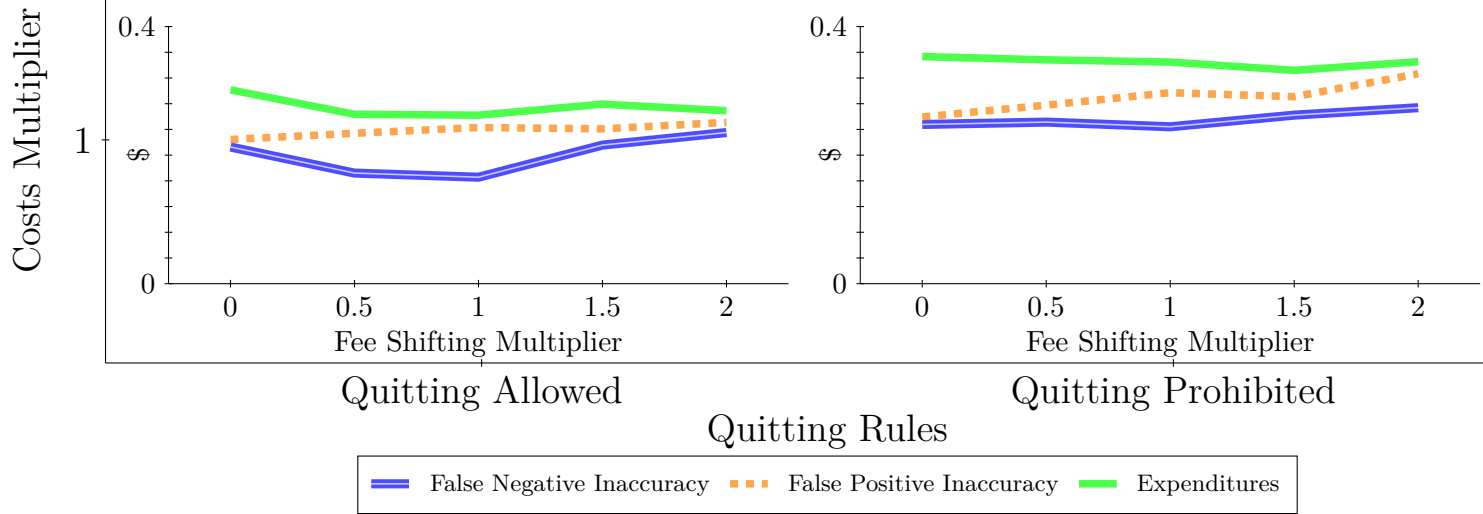 Costs Multiplier
1
0.4
$
0
0 0.5 1 1.5 2
Fee Shifting Multiplier
0.4
$
0
0 0.5 1 1.5 2
Fee Shifting Multiplier
Quitting Allowed
Quitting Prohibited
Quitting Rules
False Negative Inaccuracy False Positive Inaccuracy Expenditures